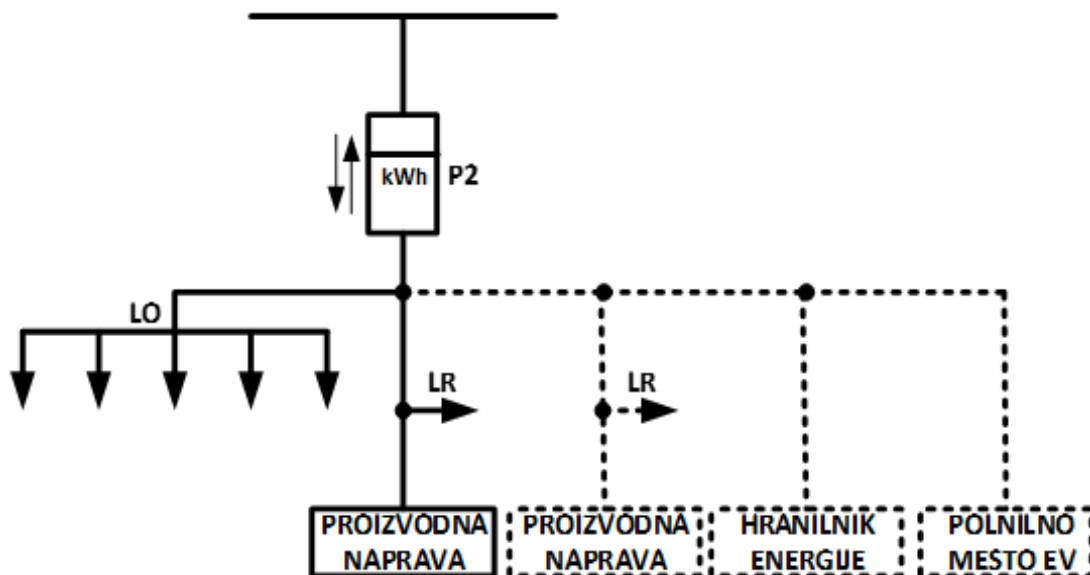 kWh P2
LO
LR
LR
PROIZVODNA
NAPRAVA
PROIZVODNA
NAPRAVA
HRANILNIK
ENERGIJE
POLNILNO
MESTO EV